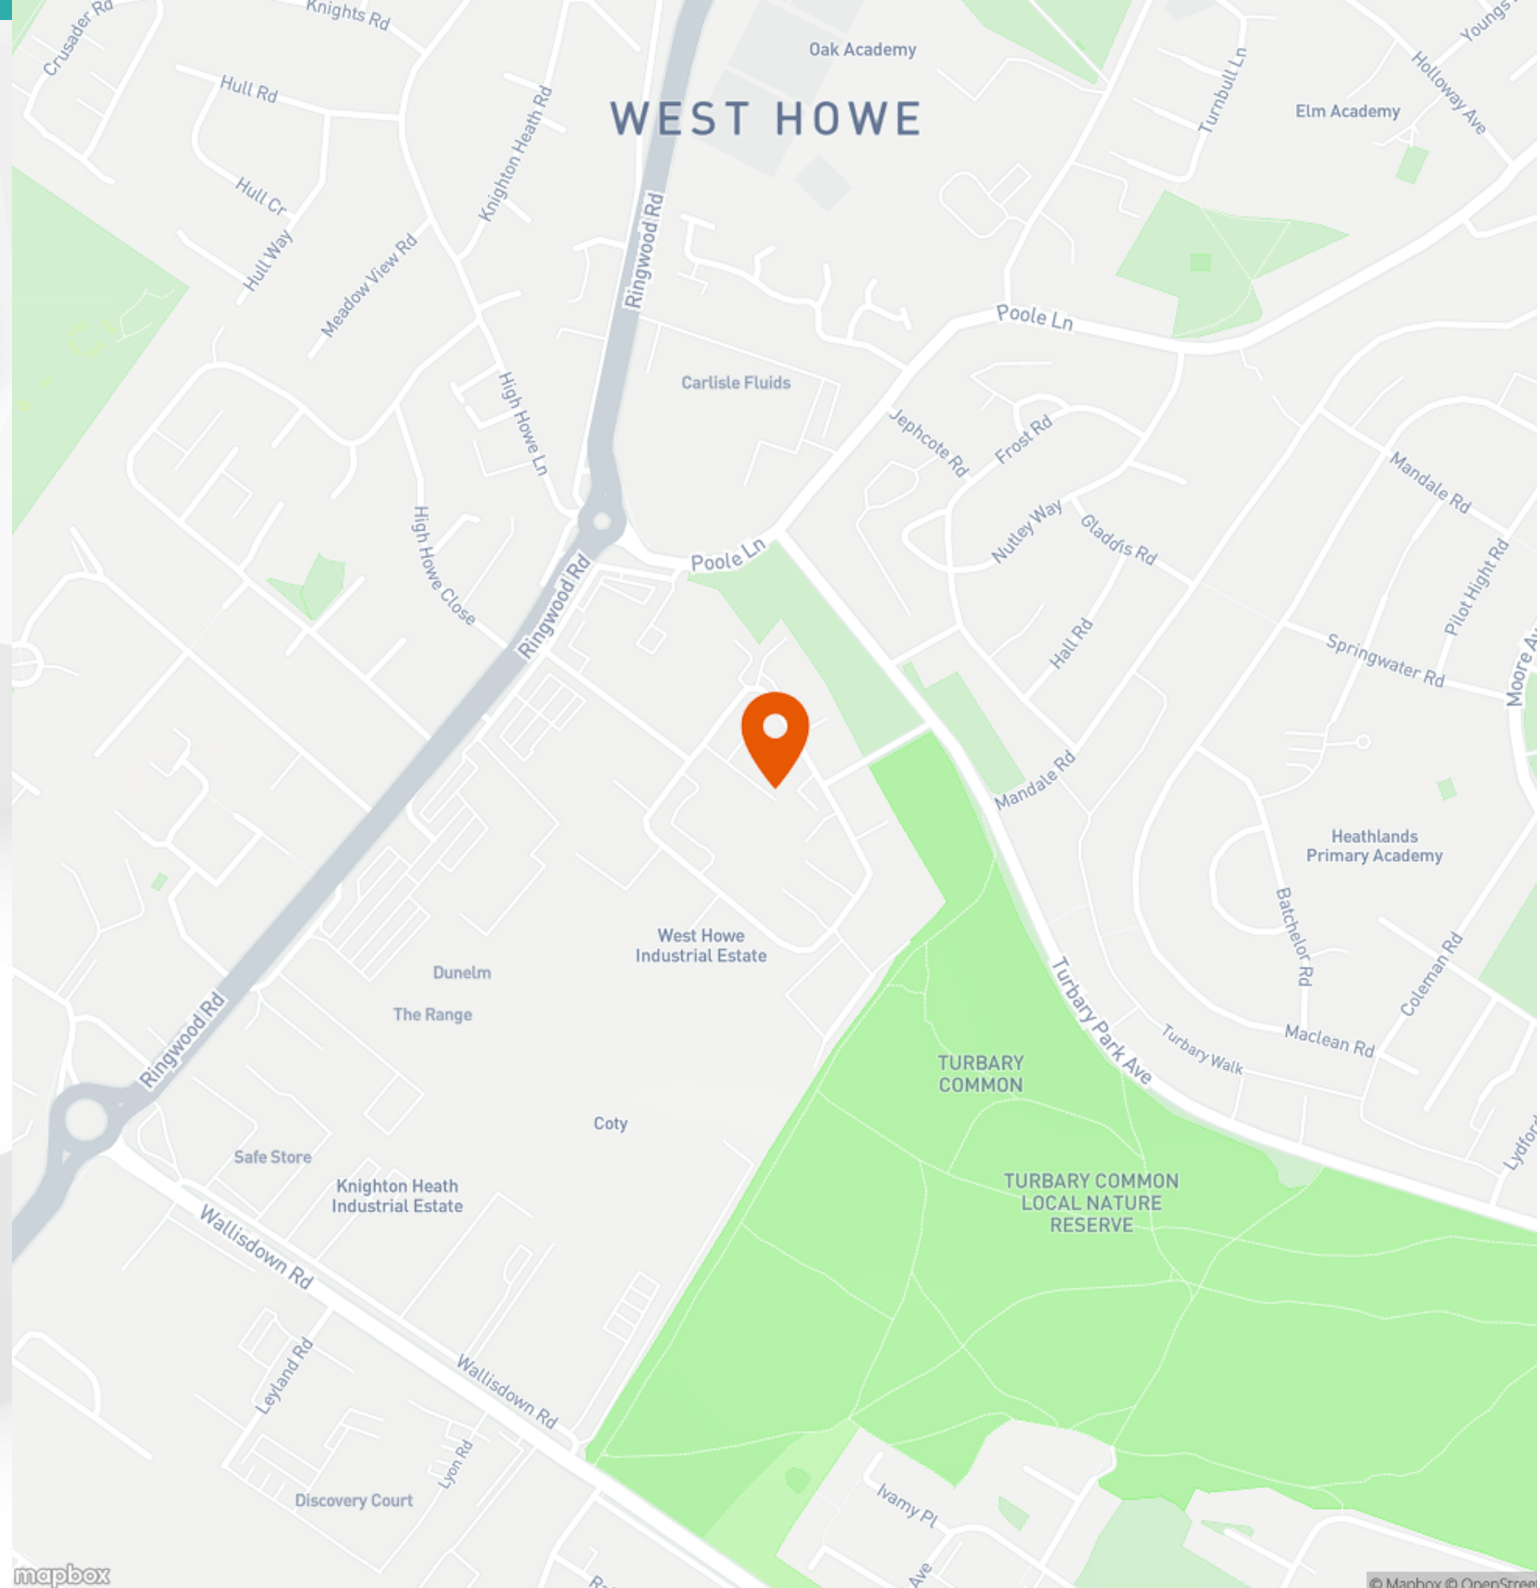 Crusader Rd
Knights Rd
Oak Academy
Youngs
Holloway Ave
Turnbull Ln
Elm Academy
Hull Rd
Knighton Heath Rd
WEST HOWE
Hull Cr
Hull Way
Meadow View Rd
Ringwood Rd
Poole Ln
Carlisle Fluids
High Howe Ln
Jephcote Rd
Frost Rd
Mandale Rd
High Howe Close
Nutley Way
Gladdis Rd
Pilot Hight Rd
Poole Ln
Ringwood Rd
Hall Rd
Springwater Rd
Moore Av
Mandale Rd
Heathlands
Primary Academy
Batchelor Rd
West Howe
Industrial Estate
Dunelm
The Range
Coleman Rd
Turbary Park Ave
Ringwood Rd
Turbary Walk
Maclean Rd
TURBARY
COMMON
Coty
Lydford
Safe Store
Knighton Heath
Industrial Estate
TURBARY COMMON
LOCAL NATURE
RESERVE
Wallisdown Rd
Leyland Rd
Wallisdown Rd
Lyon Rd
Discovery Court
Ivamy Pl
Ave
mapbox
© Mapbox © OpenStree